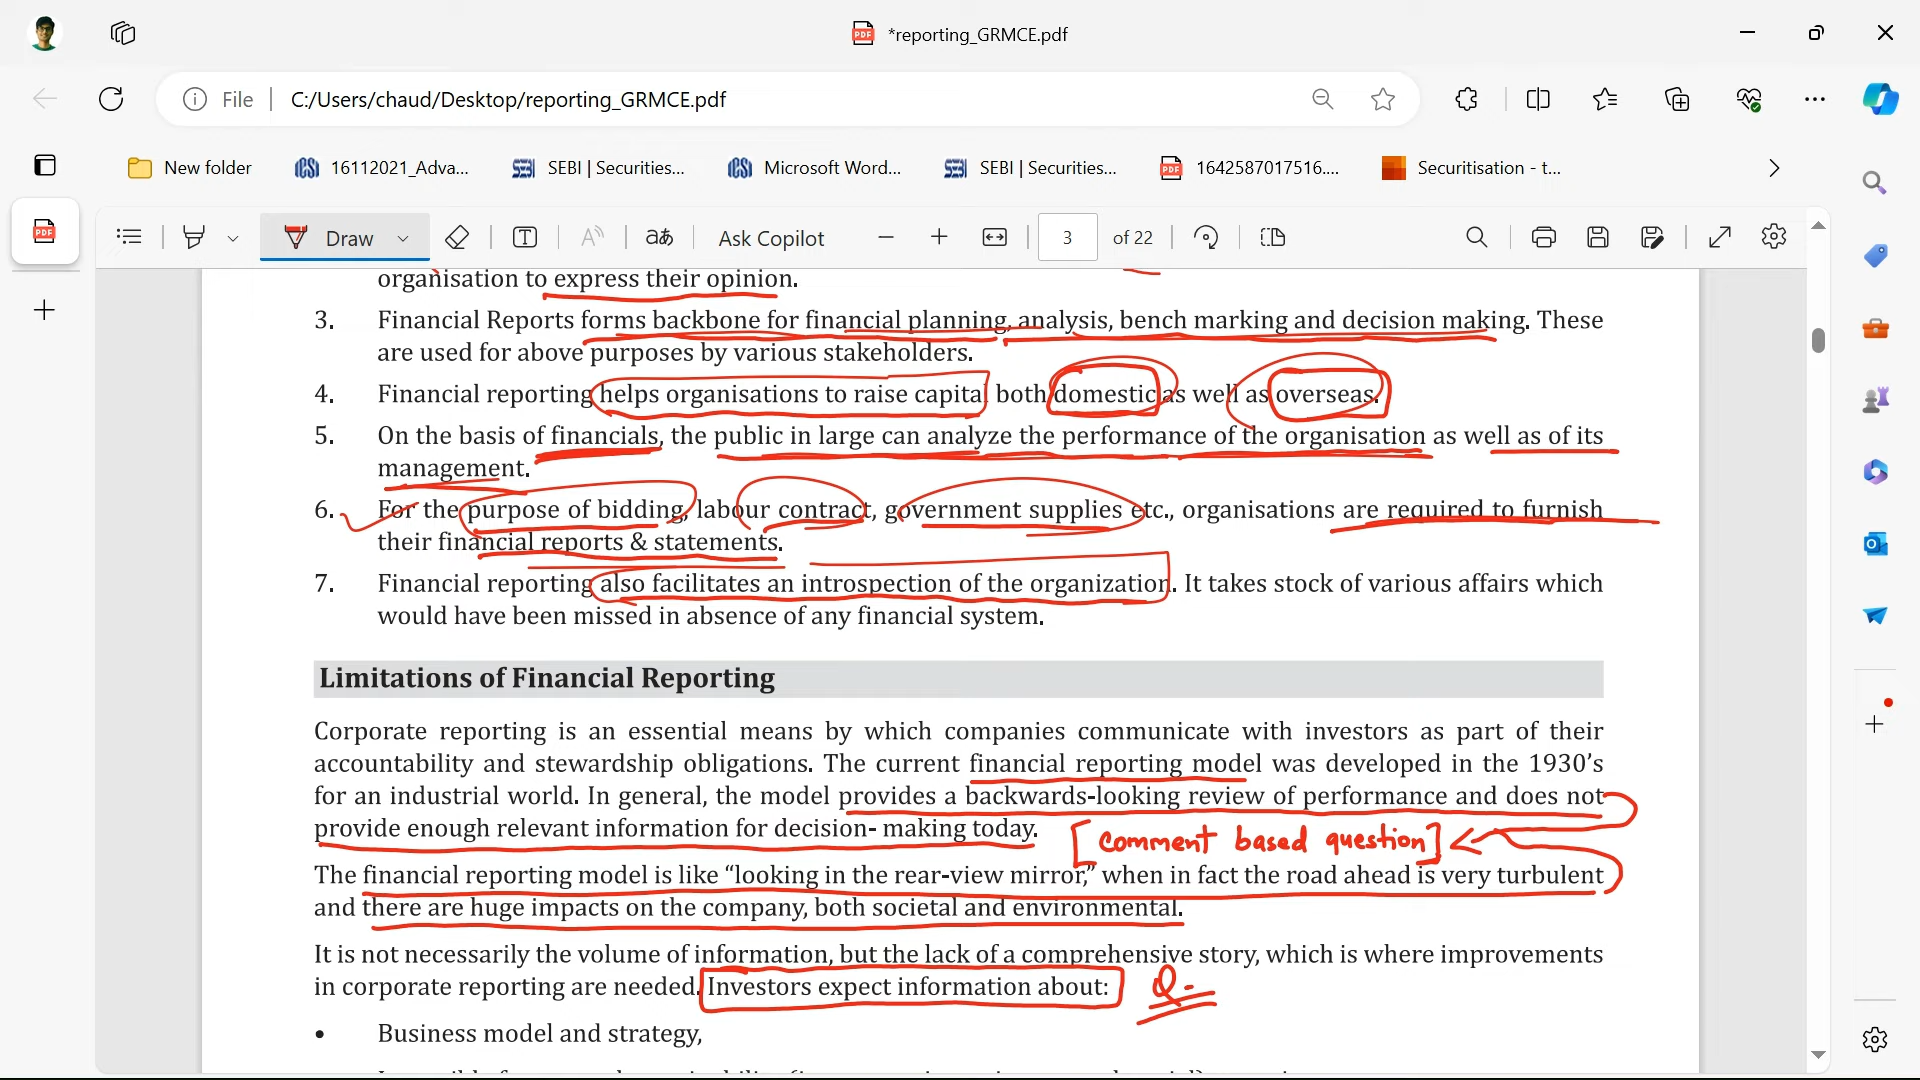 *reporting_GRMCE.pdf
File
C:/Users/chaud/Desktop/reporting_GRMCE.pdf
New folder
16112021_Adva...
SEBI | Securities...
Microsoft Word...
SEBI | Securities...
1642587017516....
Securitisation - t...
Draw
Ask Copilot
3
of 22
organisation to express their opinion.
3. Financial Reports forms backbone for financial planning, analysis, bench marking and decision making. These
are used for above purposes by various stakeholders.
4. Financial reporting helps organisations to raise capital both domestic as well as overseas.
5. On the basis of financials, the public in large can analyze the performance of the organisation as well as of its
management.
6. For the purpose of bidding, labour contract, government supplies etc., organisations are required to furnish
their financial reports & statements.
7. Financial reporting also facilitates an introspection of the organization. It takes stock of various affairs which
would have been missed in absence of any financial system.
Limitations of Financial Reporting
Corporate reporting is an essential means by which companies communicate with investors as part of their
accountability and stewardship obligations. The current financial reporting model was developed in the 1930’s
for an industrial world. In general, the model provides a backwards-looking review of performance and does not
provide enough relevant information for decision- making today.
[comment based question]
The financial reporting model is like “looking in the rear-view mirror,” when in fact the road ahead is very turbulent
and there are huge impacts on the company, both societal and environmental.
It is not necessarily the volume of information, but the lack of a comprehensive story, which is where improvements
in corporate reporting are needed. Investors expect information about: Q.
• Business model and strategy,